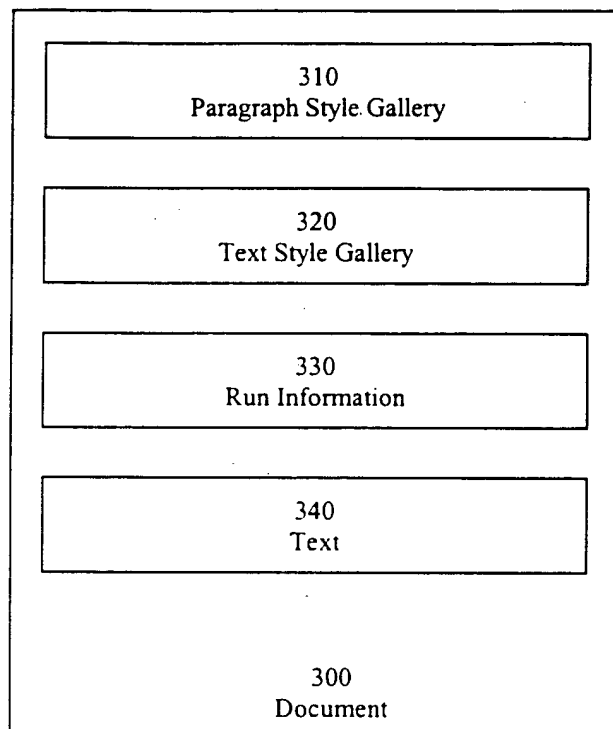 310
Paragraph Style Gallery
320
Text Style Gallery
330
Run Information
340
Text
300
Document